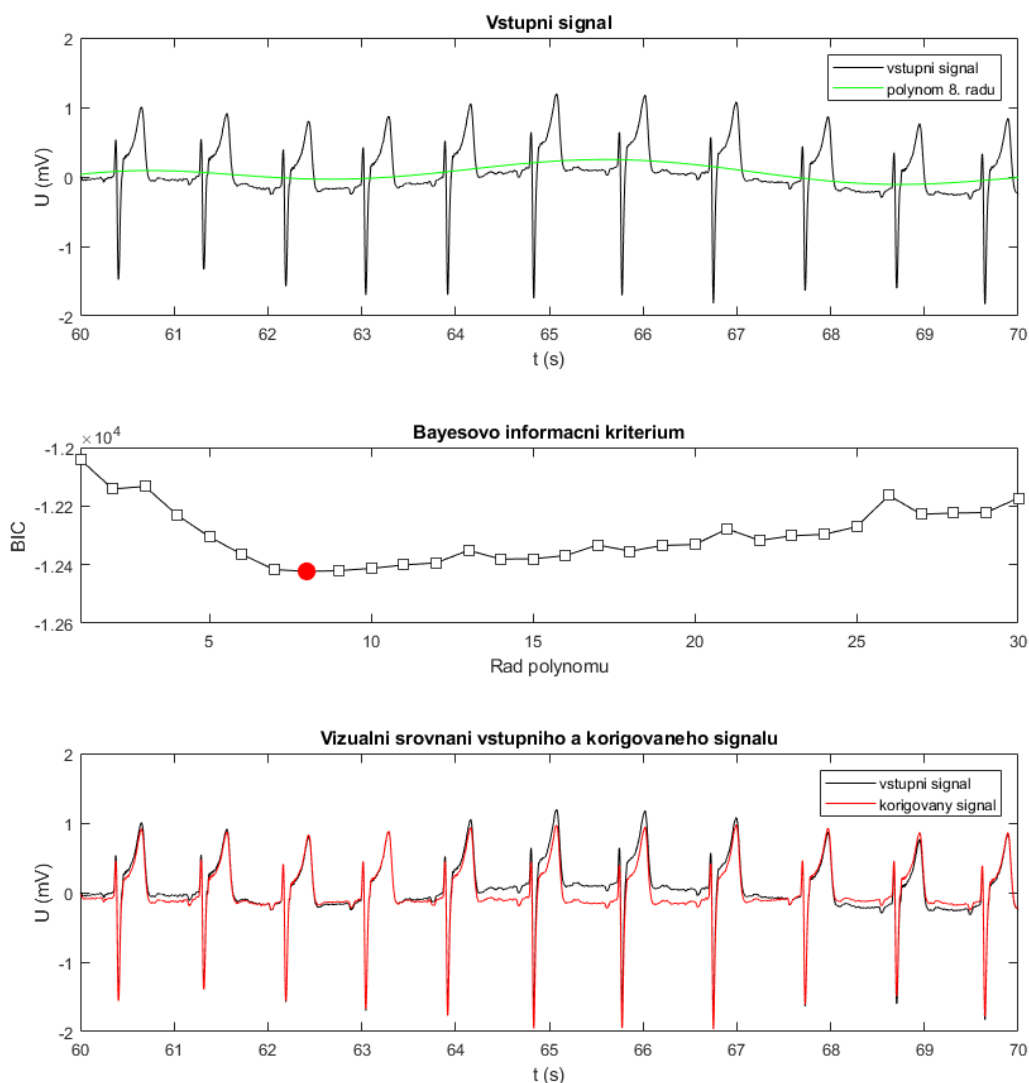 Vstupni signal
2
1
0
-1
-2
U (mV)
vstupni signal
polynom 8. radu
60 61 62 63 64 65 66 67 68 69 70
t (s)
Bayesovo informacni kriterium
×10⁴
-1.2
-1.22
-1.24
-1.26
BIC
5 10 15 20 25 30
Rad polynomu
Vizualni srovnani vstupniho a korigovaneho signalu
2
1
0
-1
-2
U (mV)
vstupni signal
korigovany signal
60 61 62 63 64 65 66 67 68 69 70
t (s)